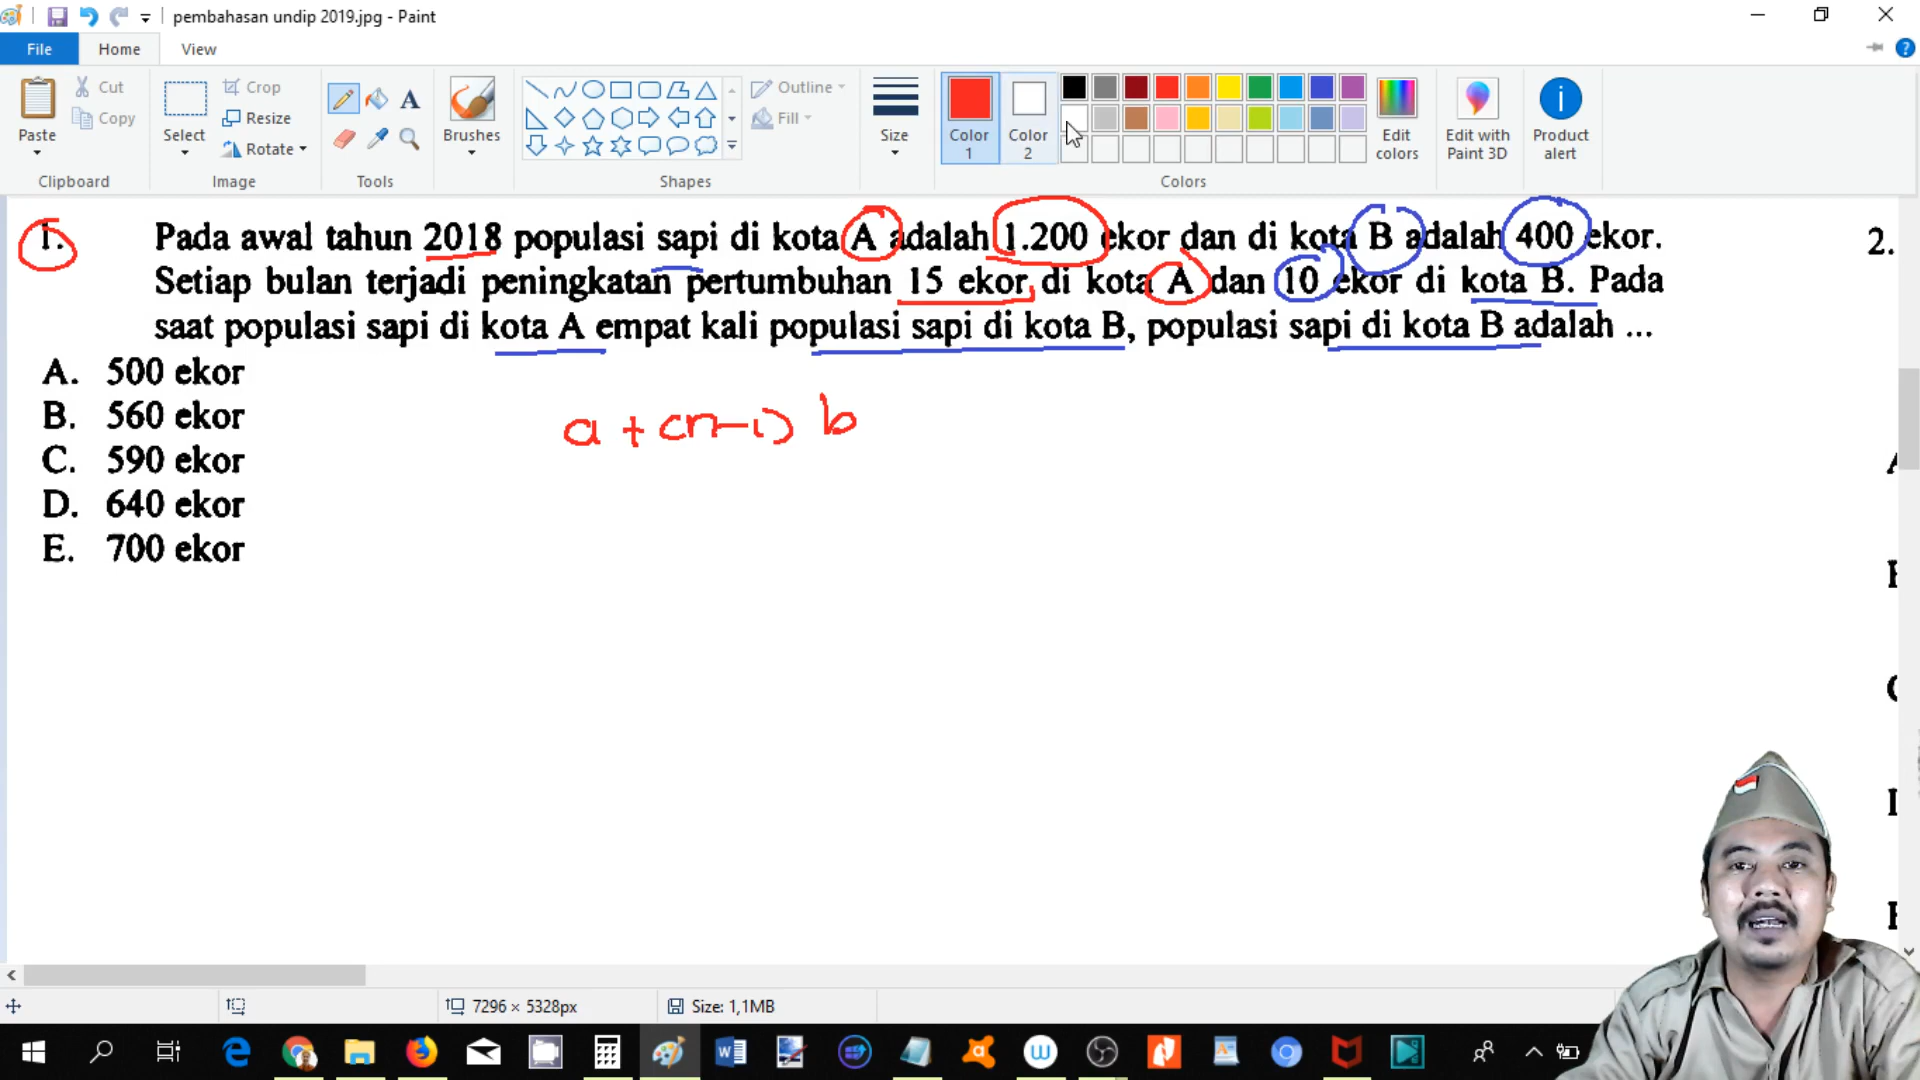 pembahasan undip 2019.jpg - Paint
File
Home
View
Paste
Cut
Copy
Clipboard
Select
Crop
Resize
Rotate
Image
A
Tools
Brushes
Shapes
Outline
Fill
Size
Color 1
Color 2
Edit colors
Colors
Edit with Paint 3D
Product alert
1. Pada awal tahun 2018 populasi sapi di kota A adalah 1.200 ekor dan di kota B adalah 400 ekor.
Setiap bulan terjadi peningkatan pertumbuhan 15 ekor di kota A dan 10 ekor di kota B. Pada
saat populasi sapi di kota A empat kali populasi sapi di kota B, populasi sapi di kota B adalah ...
A. 500 ekor
B. 560 ekor
C. 590 ekor
D. 640 ekor
E. 700 ekor
a + (n-1) b
2.
7296 × 5328px
Size: 1,1MB